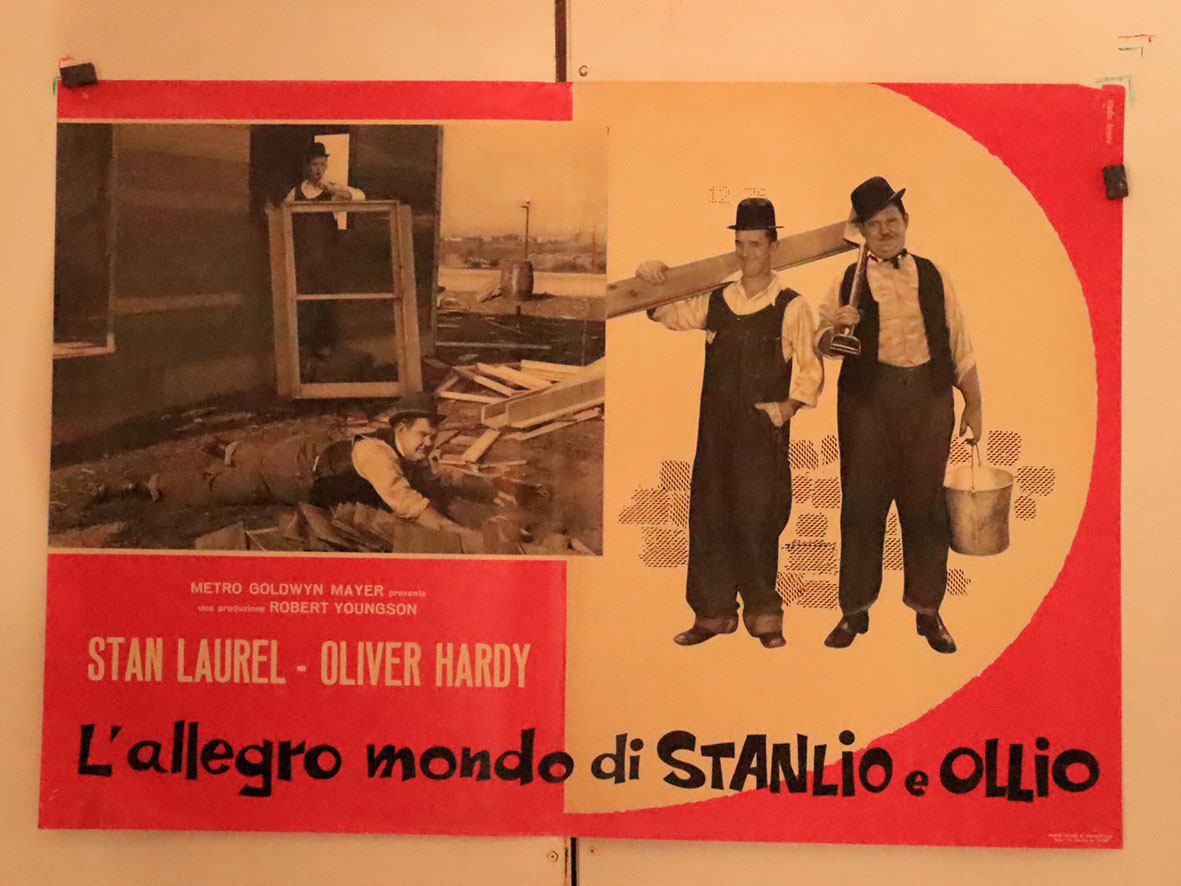 METRO GOLDWYN MAYER presenta
una produzione ROBERT YOUNGSON
STAN LAUREL - OLIVER HARDY
L'allegro mondo di STANLIO e OLLIO